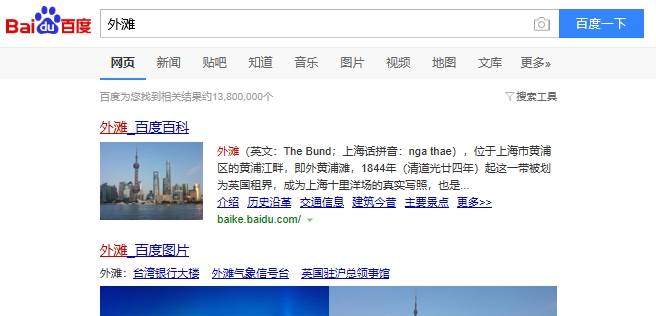 Bai du 百度 外滩 百度一下
网页 新闻 贴吧 知道 音乐 图片 视频 地图 文库 更多»
百度为您找到相关结果约13,800,000个 搜索工具
外滩_百度百科
外滩（英文：The Bund；上海话拼音：nga thae），位于上海市黄浦
区的黄浦江畔，即外黄浦滩，1844年（清道光廿四年）起这一带被划
为英国租界，成为上海十里洋场的真实写照，也是...
介绍 历史沿革 交通信息 建筑今昔 主要景点 更多>>
baike.baidu.com/
外滩_百度图片
外滩： 台湾银行大楼 外滩气象信号台 英国驻沪总领事馆